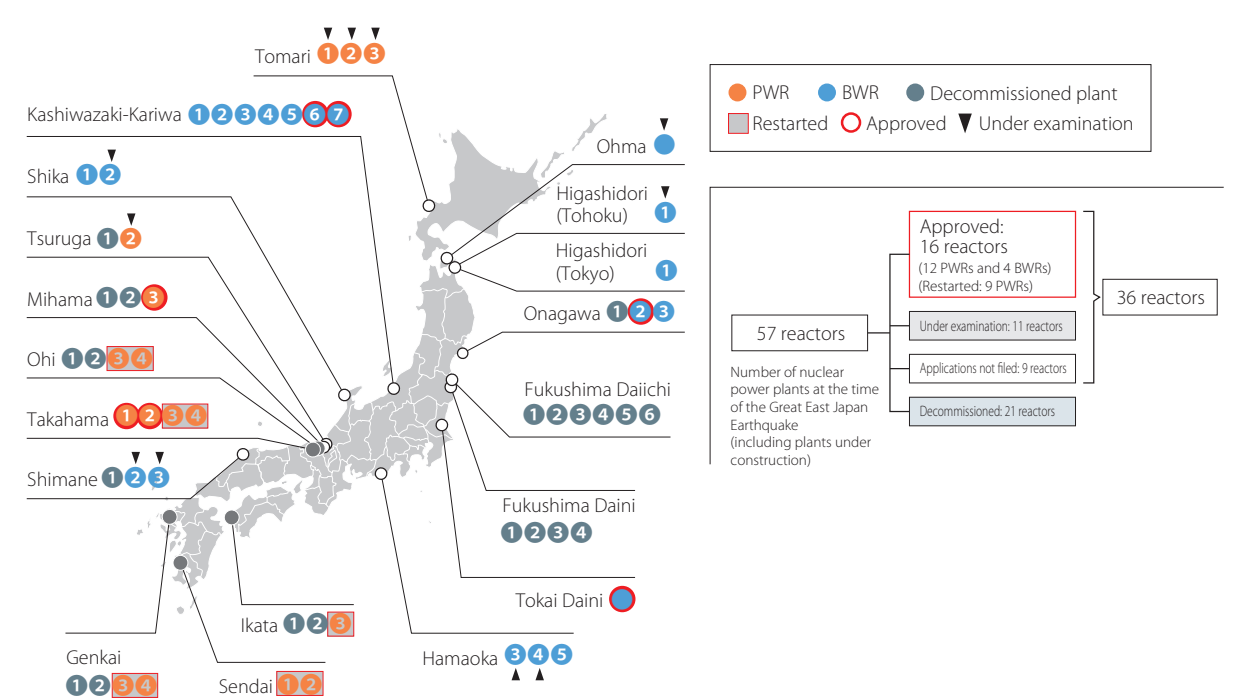 Tomari 1 2 3
Kashiwazaki-Kariwa 1 2 3 4 5 6 7
Shika 1 2
Tsuruga 1 2
Mihama 1 2 3
Ohi 1 2 3 4
Takahama 1 2 3 4
Shimane 1 2 3
Genkai
1 2 3 4
Sendai 1 2
Ikata 1 2 3
Hamaoka 3 4 5
Ohma
Higashidori
(Tohoku) 1
Higashidori
(Tokyo) 1
Onagawa 1 2 3
Fukushima Daiichi
1 2 3 4 5 6
Fukushima Daini
1 2 3 4
Tokai Daini
PWR BWR Decommissioned plant
Restarted Approved Under examination
57 reactors
Number of nuclear
power plants at the time
of the Great East Japan
Earthquake
(including plants under
construction)
Approved:
16 reactors
(12 PWRs and 4 BWRs)
(Restarted: 9 PWRs)
Under examination: 11 reactors
Applications not filed: 9 reactors
Decommissioned: 21 reactors
36 reactors